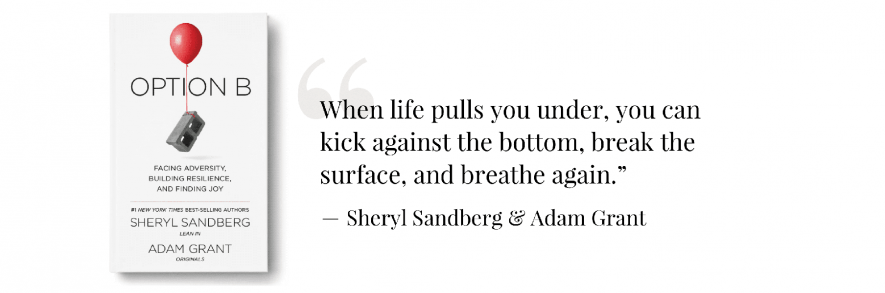 OPTION B
FACING ADVERSITY,
BUILDING RESILIENCE,
AND FINDING JOY
#1 NEW YORK TIMES BEST-SELLING AUTHORS
SHERYL SANDBERG
LEAN IN
ADAM GRANT
ORIGINALS
“
When life pulls you under, you can
kick against the bottom, break the
surface, and breathe again.”
— Sheryl Sandberg & Adam Grant